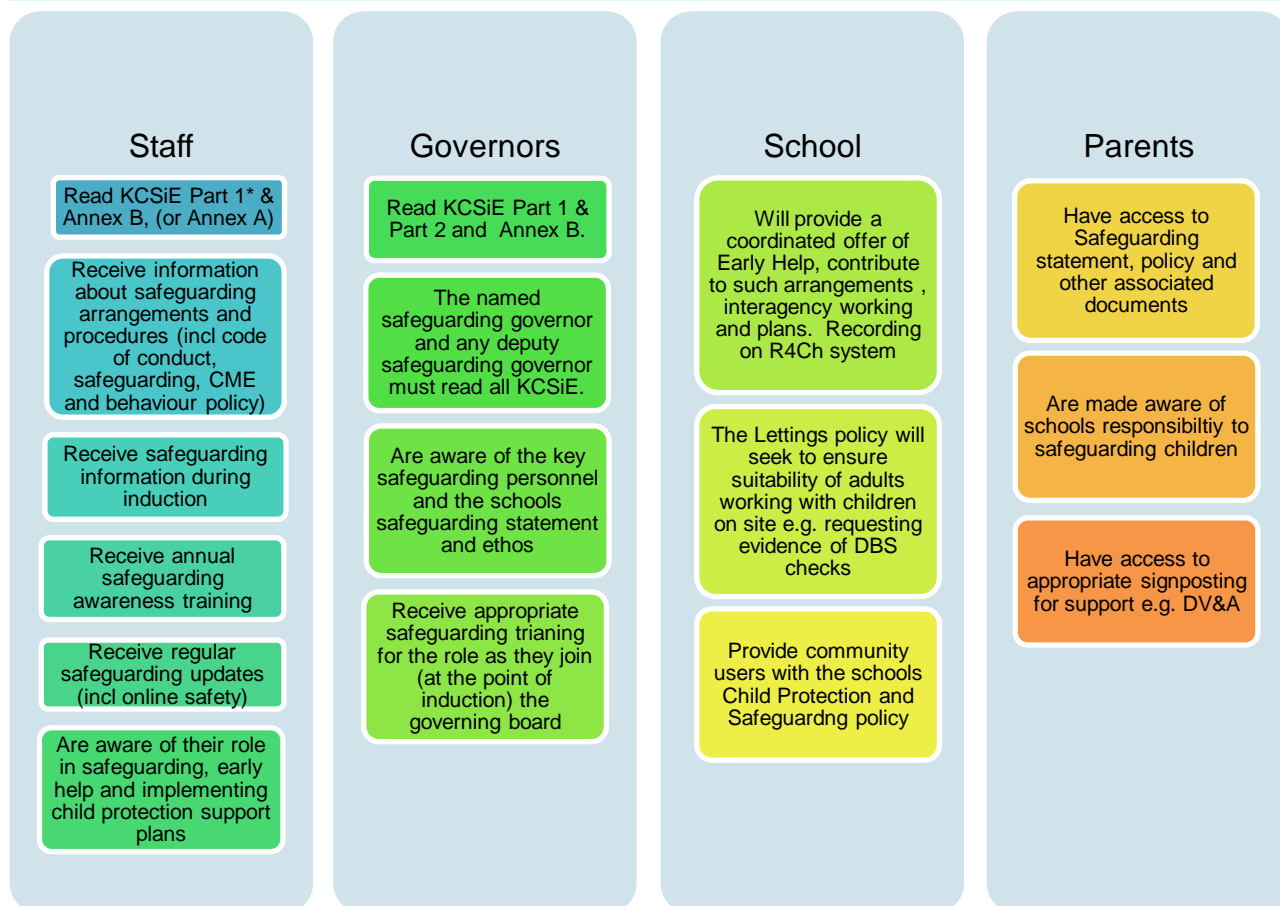 Staff
Read KCSiE Part 1* &
Annex B, (or Annex A)
Receive information
about safeguarding
arrangements and
procedures (incl code of
conduct,
safeguarding, CME
and behaviour policy)
Receive safeguarding
information during
induction
Receive annual
safeguarding
awareness training
Receive regular
safeguarding updates
(incl online safety)
Are aware of their role
in safeguarding, early
help and implementing
child protection support
plans
Governors
Read KCSiE Part 1 &
Part 2 and Annex B.
The named
safeguarding governor
and any deputy
safeguarding governor
must read all KCSiE.
Are aware of the key
safeguarding personnel
and the schools
safeguarding statement
and ethos
Receive appropriate
safeguarding trianing
for the role as they join
(at the point of
induction) the
governing board
School
Will provide a
coordinated offer of
Early Help, contribute
to such arrangements ,
interagency working
and plans. Recording
on R4Ch system
The Lettings policy will
seek to ensure
suitability of adults
working with children
on site e.g. requesting
evidence of DBS
checks
Provide community
users with the schools
Child Protection and
Safeguardng policy
Parents
Have access to
Safeguarding
statement, policy and
other associated
documents
Are made aware of
schools responsibiltiy to
safeguarding children
Have access to
appropriate signposting
for support e.g. DV&A